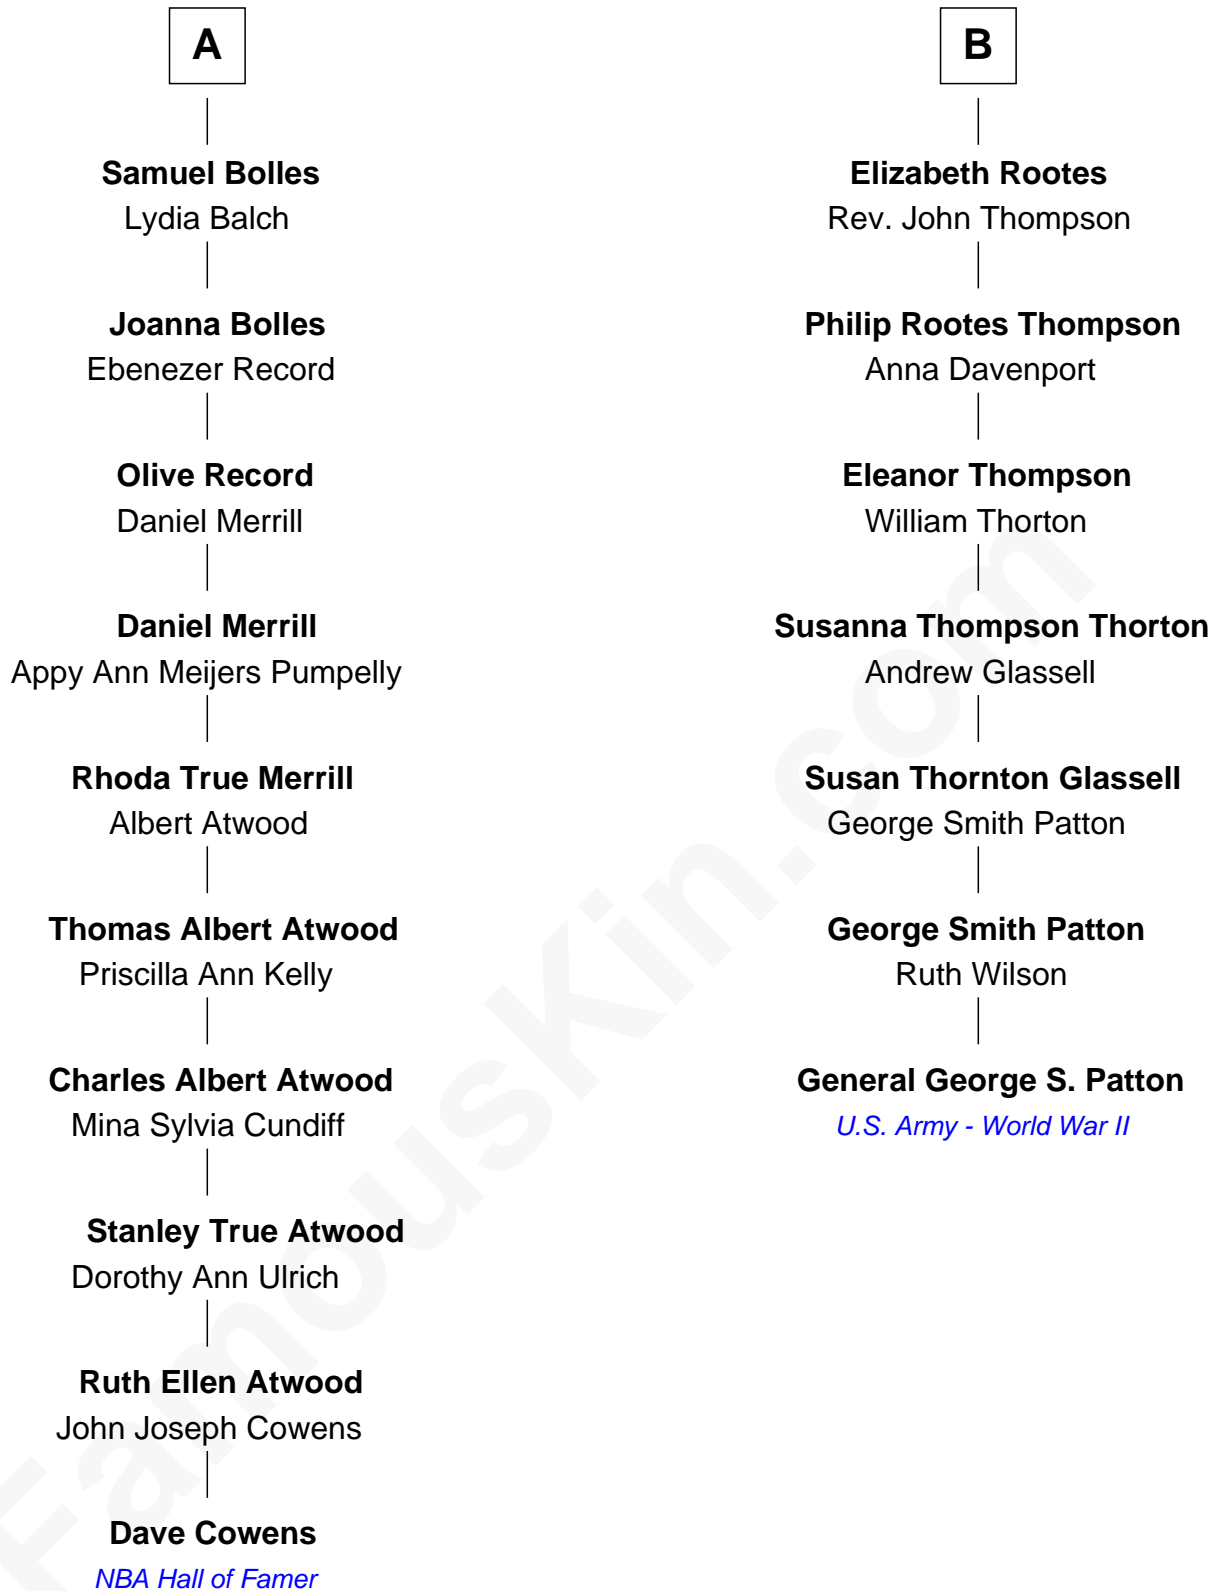 A
Samuel Bolles
Lydia Balch
Joanna Bolles
Ebenezer Record
Olive Record
Daniel Merrill
Daniel Merrill
Appy Ann Meijers Pumpelly
Rhoda True Merrill
Albert Atwood
Thomas Albert Atwood
Priscilla Ann Kelly
Charles Albert Atwood
Mina Sylvia Cundiff
Stanley True Atwood
Dorothy Ann Ulrich
Ruth Ellen Atwood
John Joseph Cowens
Dave Cowens
NBA Hall of Famer
B
Elizabeth Rootes
Rev. John Thompson
Philip Rootes Thompson
Anna Davenport
Eleanor Thompson
William Thorton
Susanna Thompson Thorton
Andrew Glassell
Susan Thornton Glassell
George Smith Patton
George Smith Patton
Ruth Wilson
General George S. Patton
U.S. Army - World War II
FamousKin.com